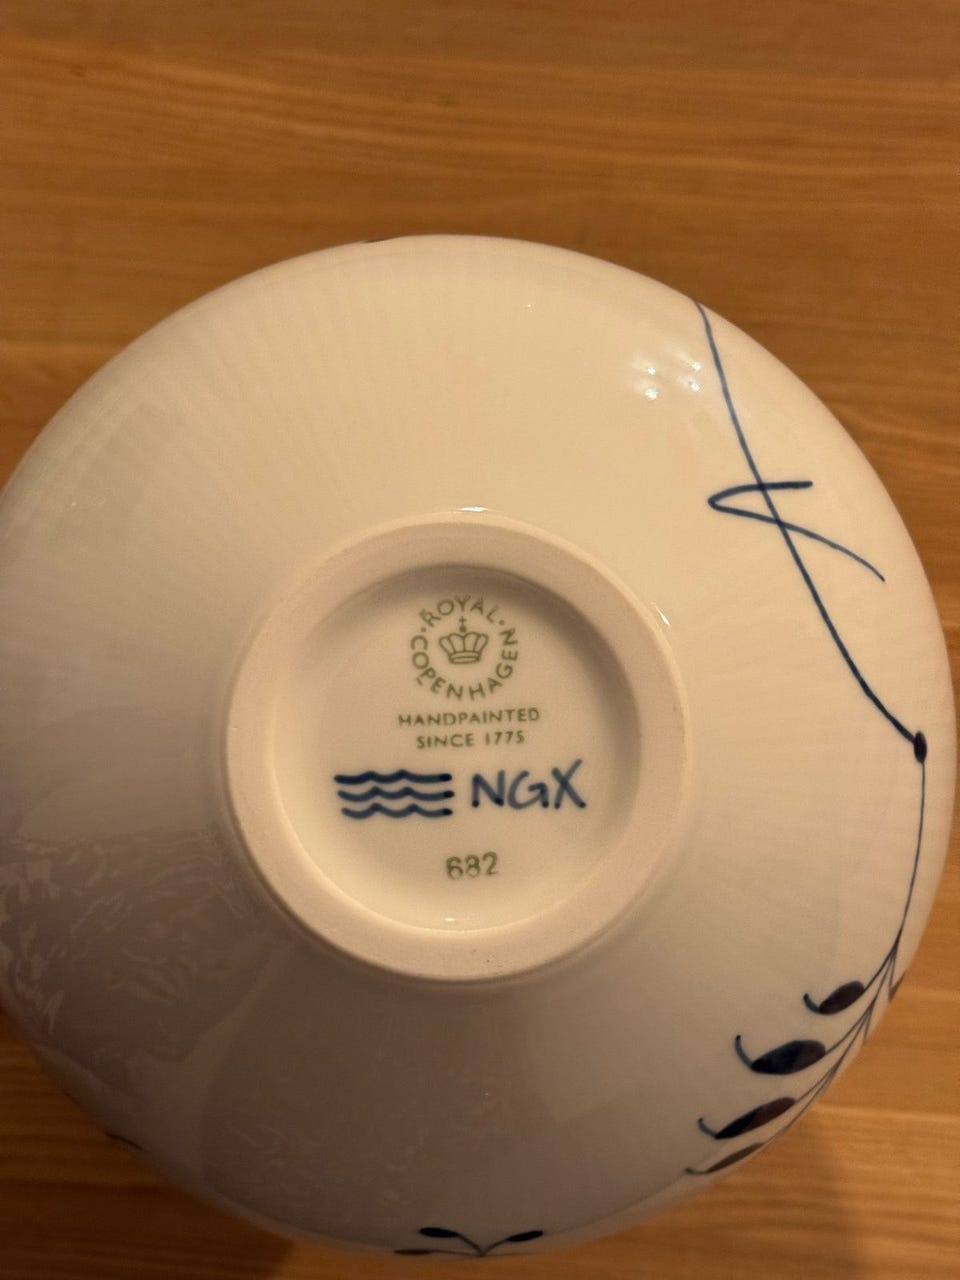 ROYAL · COPENHAGEN ·
HANDPAINTED
SINCE 1775
NGX
682